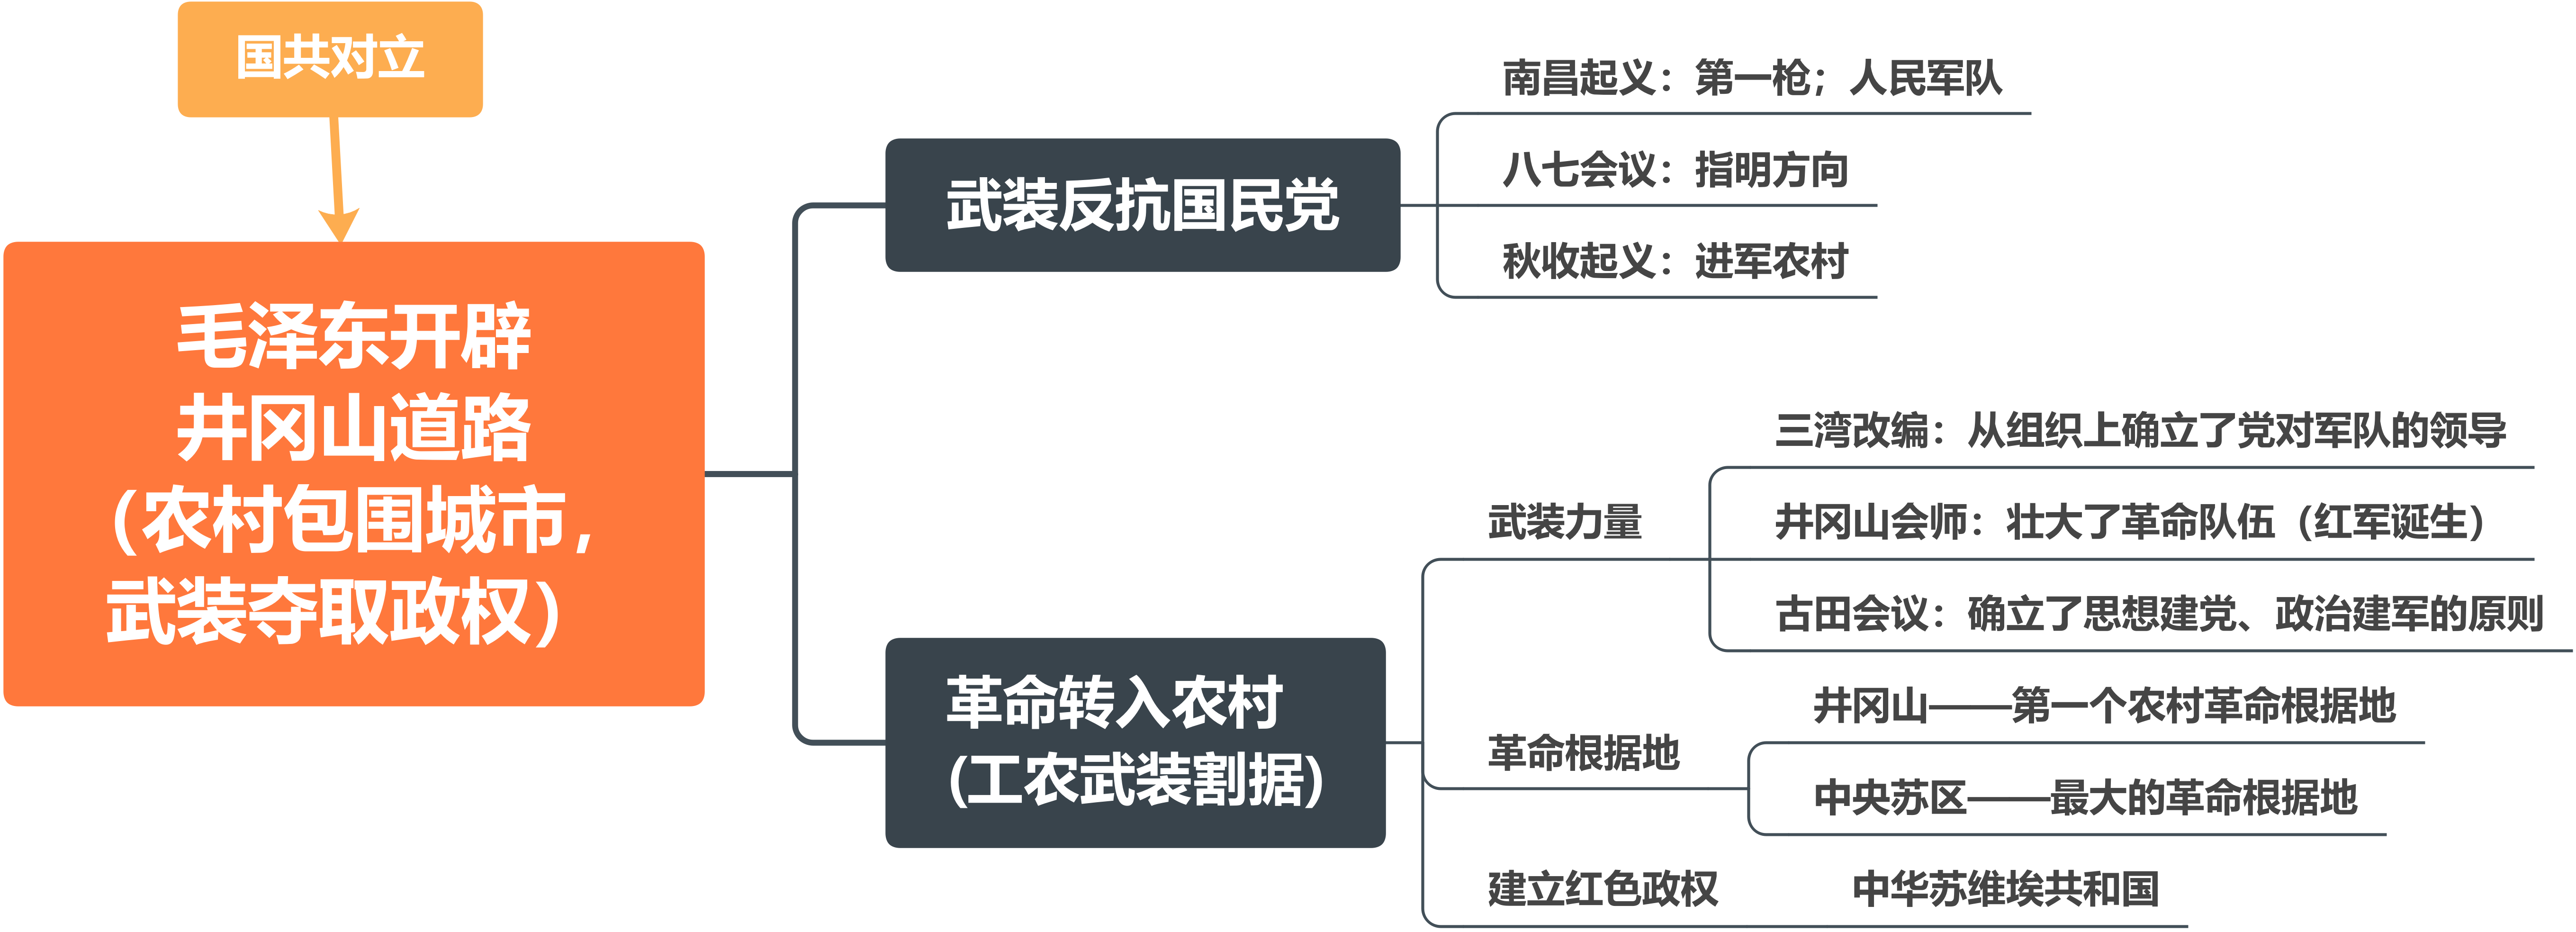 国共对立
毛泽东开辟
井冈山道路
（农村包围城市，
武装夺取政权）
武装反抗国民党
南昌起义：第一枪；人民军队
八七会议：指明方向
秋收起义：进军农村
革命转入农村
(工农武装割据)
武装力量
三湾改编：从组织上确立了党对军队的领导
井冈山会师：壮大了革命队伍（红军诞生）
古田会议：确立了思想建党、政治建军的原则
革命根据地
井冈山——第一个农村革命根据地
中央苏区——最大的革命根据地
建立红色政权 中华苏维埃共和国